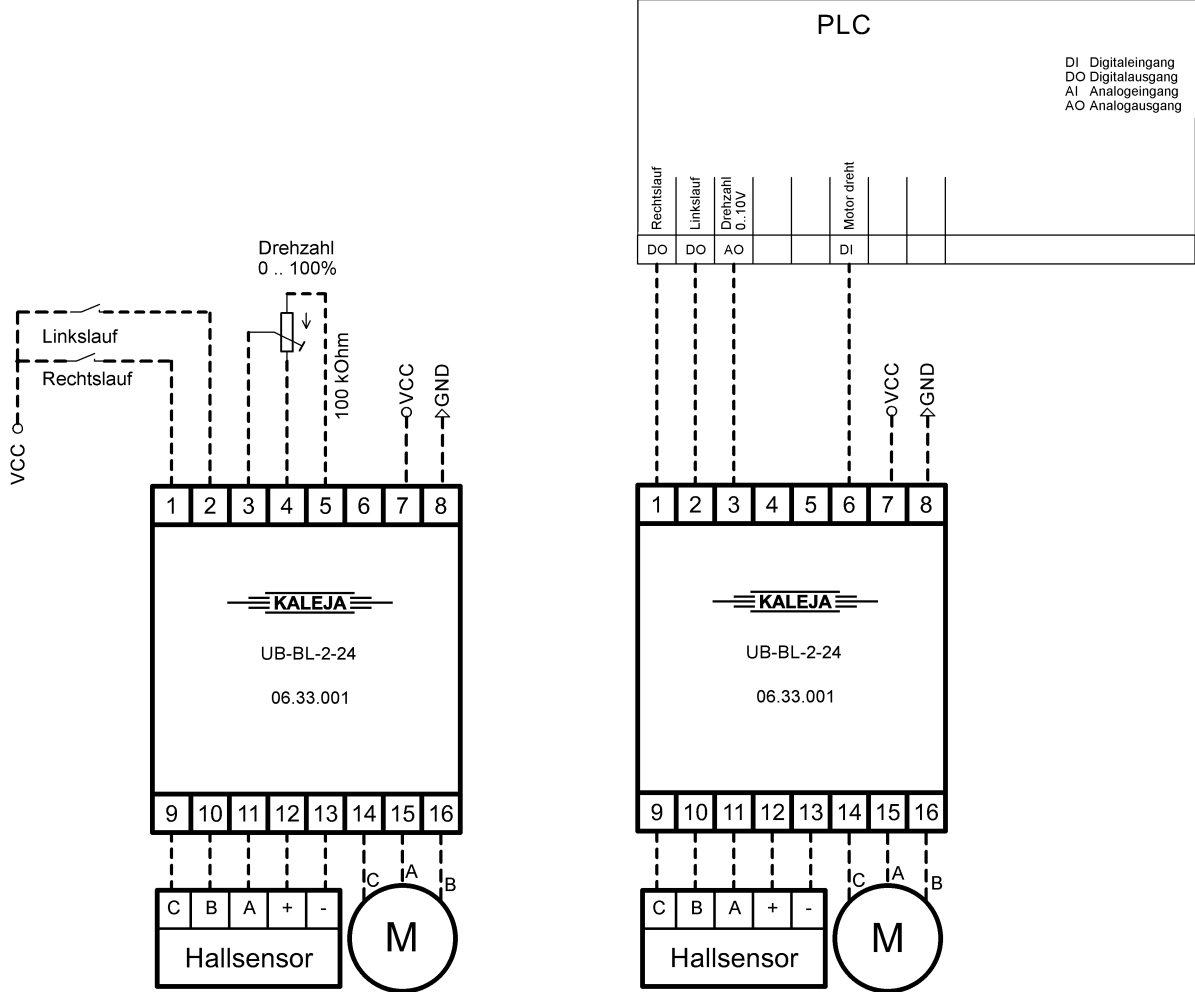 PLC
DI Digitaleingang
DO Digitalausgang
AI Analogeingang
AO Analogausgang
Rechtslauf
Linkslauf
Drehzahl
0..10V
Motor dreht
DO DO AO DI
Drehzahl
0 .. 100%
Linkslauf
Rechtslauf
100 kOhm
VCC
VCC
GND
1 2 3 4 5 6 7 8
KALEJA
UB-BL-2-24
06.33.001
9 10 11 12 13 14 15 16
C A B
C B A + -
Hallsensor
M
VCC
GND
1 2 3 4 5 6 7 8
KALEJA
UB-BL-2-24
06.33.001
9 10 11 12 13 14 15 16
C A B
C B A + -
Hallsensor
M